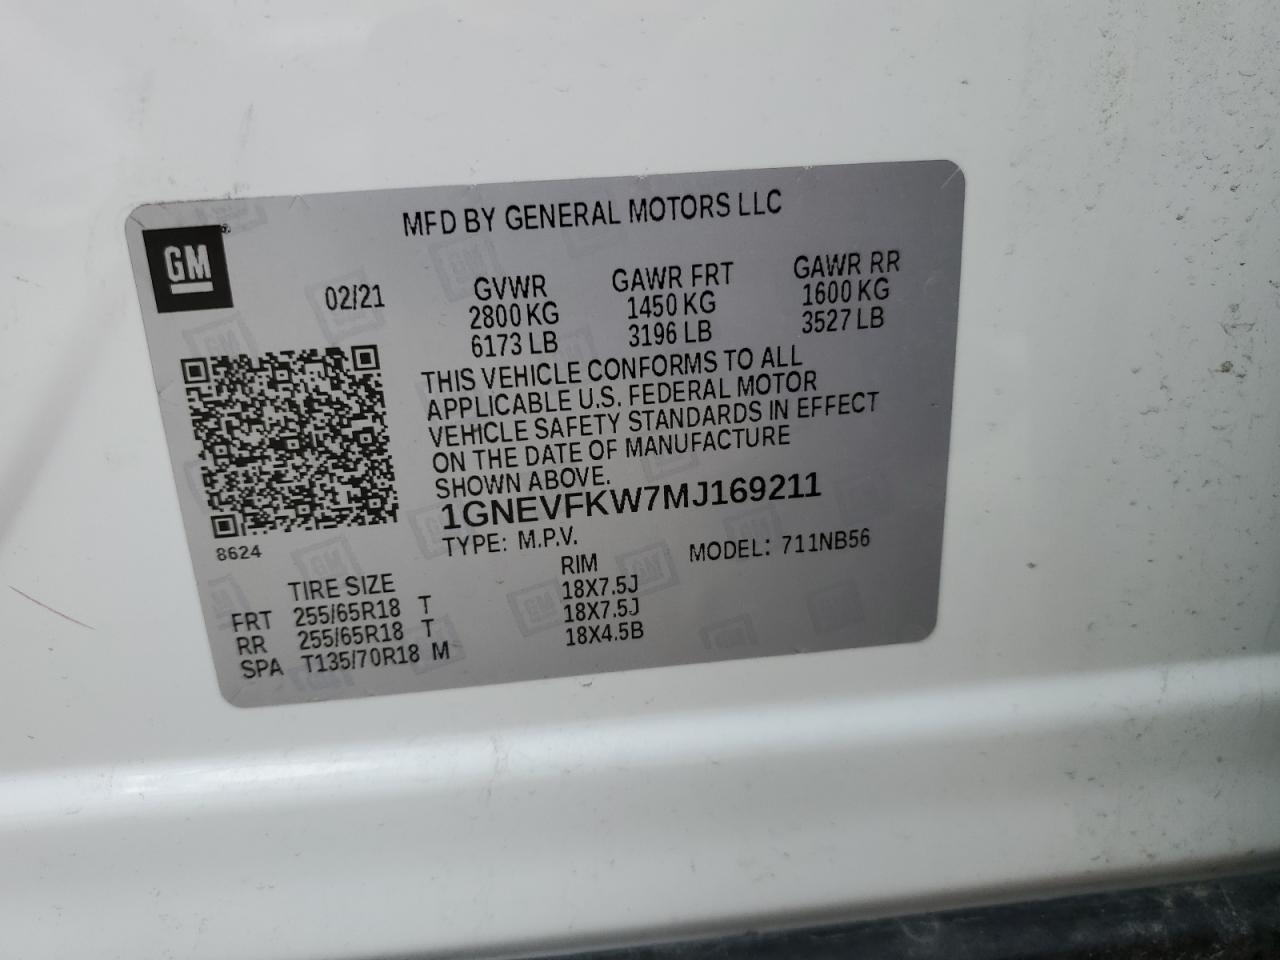 MFD BY GENERAL MOTORS LLC
GM
02/21
GVWR
2800 KG
6173 LB
GAWR FRT
1450 KG
3196 LB
GAWR RR
1600 KG
3527 LB
THIS VEHICLE CONFORMS TO ALL
APPLICABLE U.S. FEDERAL MOTOR
VEHICLE SAFETY STANDARDS IN EFFECT
ON THE DATE OF MANUFACTURE
SHOWN ABOVE.
1GNEVFKW7MJ169211
8624
TYPE: M.P.V.
MODEL: 711NB56
TIRE SIZE RIM
FRT 255/65R18 T 18X7.5J
RR 255/65R18 T 18X7.5J
SPA T135/70R18 M 18X4.5B